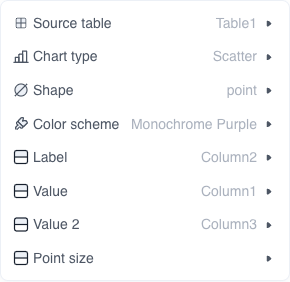 Source table Table1
Chart type Scatter
Shape point
Color scheme Monochrome Purple
Label Column2
Value Column1
Value 2 Column3
Point size